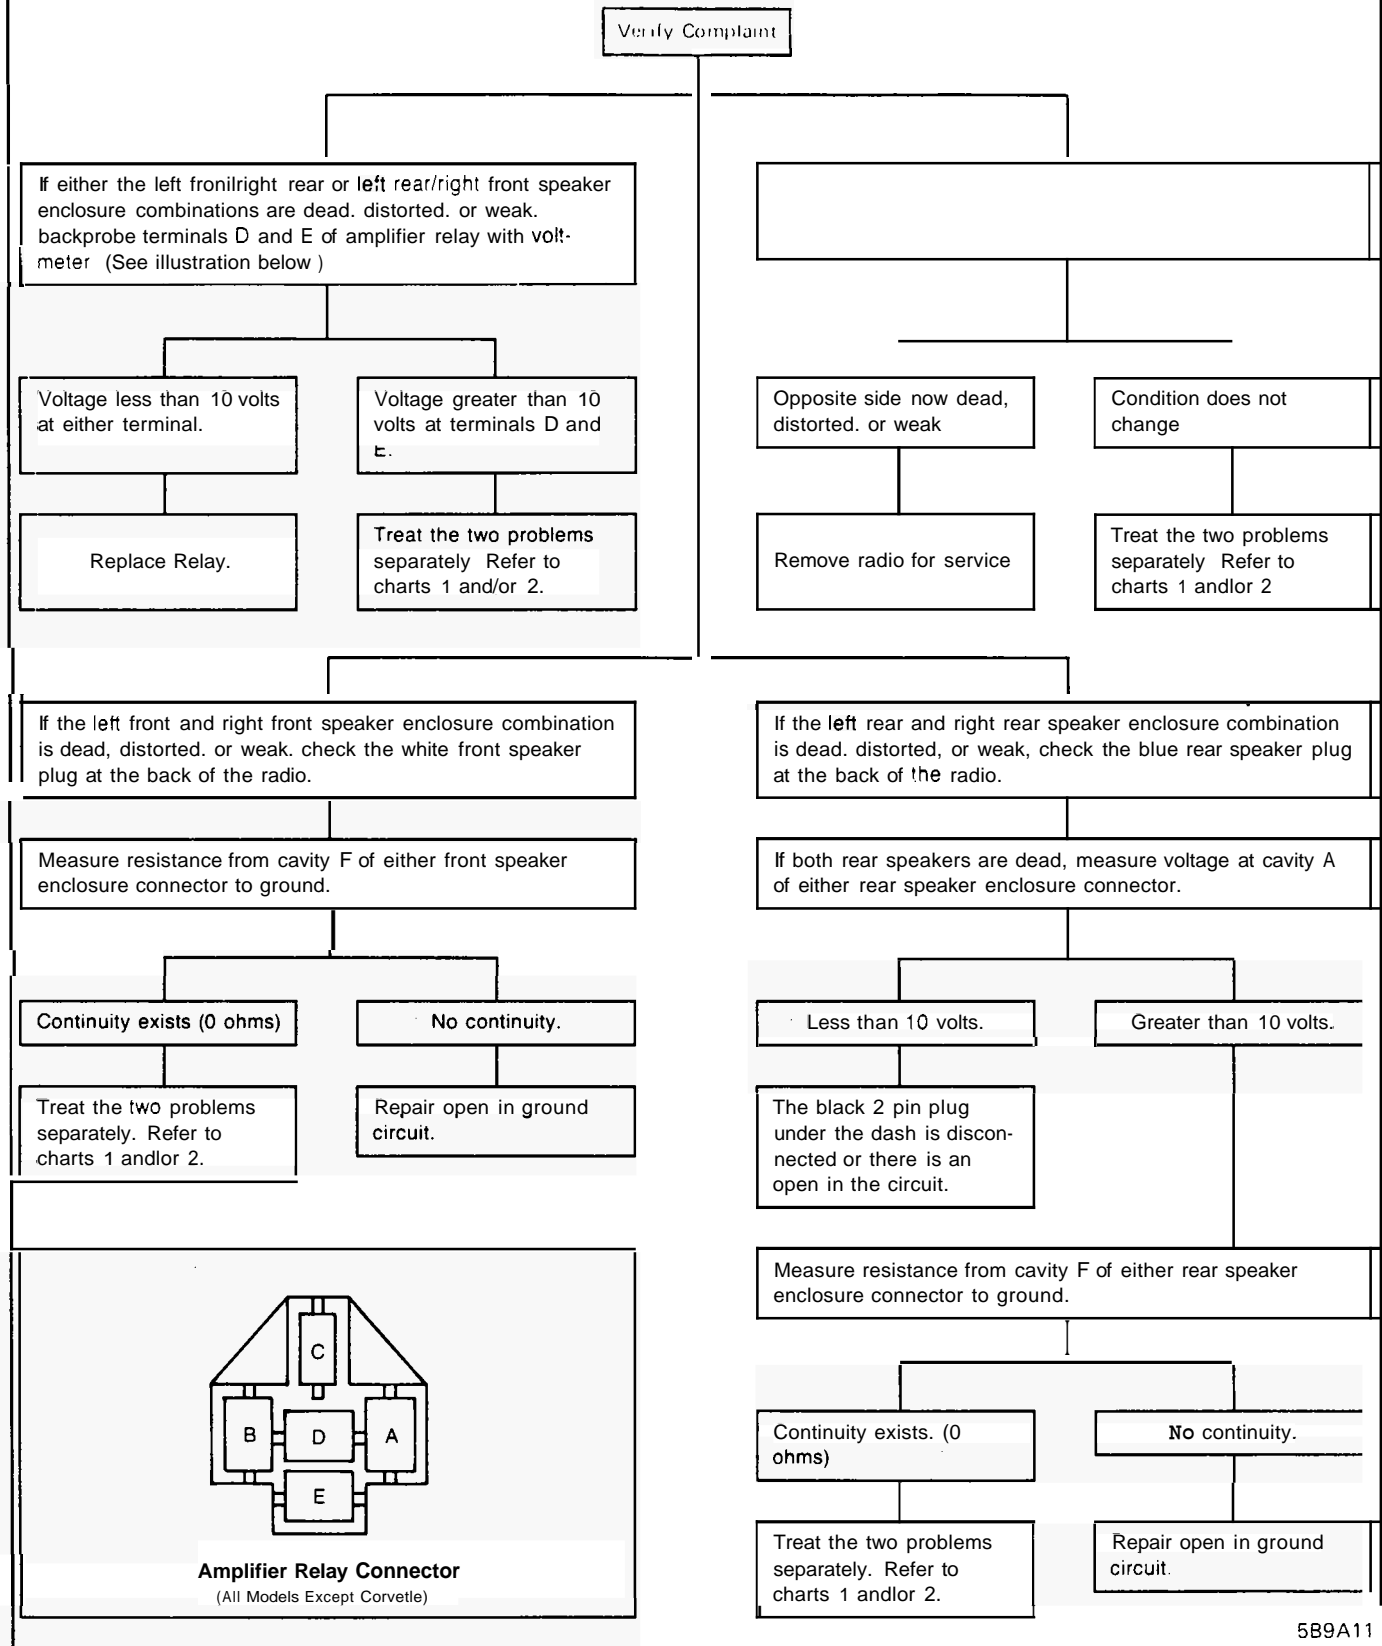 Verify Complaint
If either the left fronilright rear or left rear/right front speaker
enclosure combinations are dead. distorted. or weak.
backprobe terminals D and E of amplifier relay with volt-
meter (See illustration below )
Voltage less than 10 volts
at either terminal.
Voltage greater than 10
volts at terminals D and
E.
Opposite side now dead,
distorted. or weak
Condition does not
change
Replace Relay.
Treat the two problems
separately Refer to
charts 1 and/or 2.
Remove radio for service
Treat the two problems
separately Refer to
charts 1 andlor 2
If the left front and right front speaker enclosure combination
is dead, distorted. or weak. check the white front speaker
plug at the back of the radio.
If the left rear and right rear speaker enclosure combination
is dead. distorted, or weak, check the blue rear speaker plug
at the back of the radio.
Measure resistance from cavity F of either front speaker
enclosure connector to ground.
If both rear speakers are dead, measure voltage at cavity A
of either rear speaker enclosure connector.
Continuity exists (0 ohms)
No continuity.
Less than 10 volts.
Greater than 10 volts.
Treat the two problems
separately. Refer to
charts 1 andlor 2.
Repair open in ground
circuit.
The black 2 pin plug
under the dash is discon-
nected or there is an
open in the circuit.
Measure resistance from cavity F of either rear speaker
enclosure connector to ground.
C
B
D
A
E
Amplifier Relay Connector
(All Models Except Corvetle)
Continuity exists. (0
ohms)
No continuity.
Treat the two problems
separately. Refer to
charts 1 andlor 2.
Repair open in ground
circuit.
5B9A11